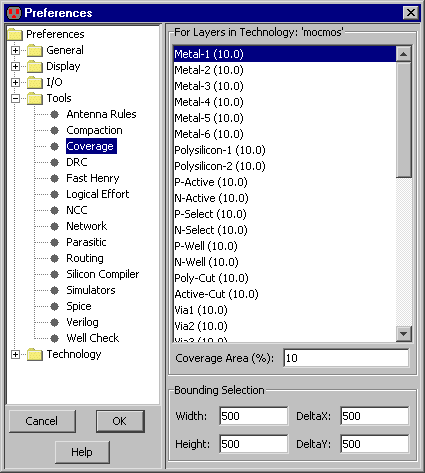 Preferences
Preferences
General
Display
I/O
Tools
Antenna Rules
Compaction
Coverage
DRC
Fast Henry
Logical Effort
NCC
Network
Parasitic
Routing
Silicon Compiler
Simulators
Spice
Verilog
Well Check
Technology
Cancel
OK
Help
For Layers in Technology: 'mocmos'
Metal-1 (10.0)
Metal-2 (10.0)
Metal-3 (10.0)
Metal-4 (10.0)
Metal-5 (10.0)
Metal-6 (10.0)
Polysilicon-1 (10.0)
Polysilicon-2 (10.0)
P-Active (10.0)
N-Active (10.0)
P-Select (10.0)
N-Select (10.0)
P-Well (10.0)
N-Well (10.0)
Poly-Cut (10.0)
Active-Cut (10.0)
Via1 (10.0)
Via2 (10.0)
Via3 (10.0)
Coverage Area (%): 10
Bounding Selection
Width: 500 DeltaX: 500
Height: 500 DeltaY: 500